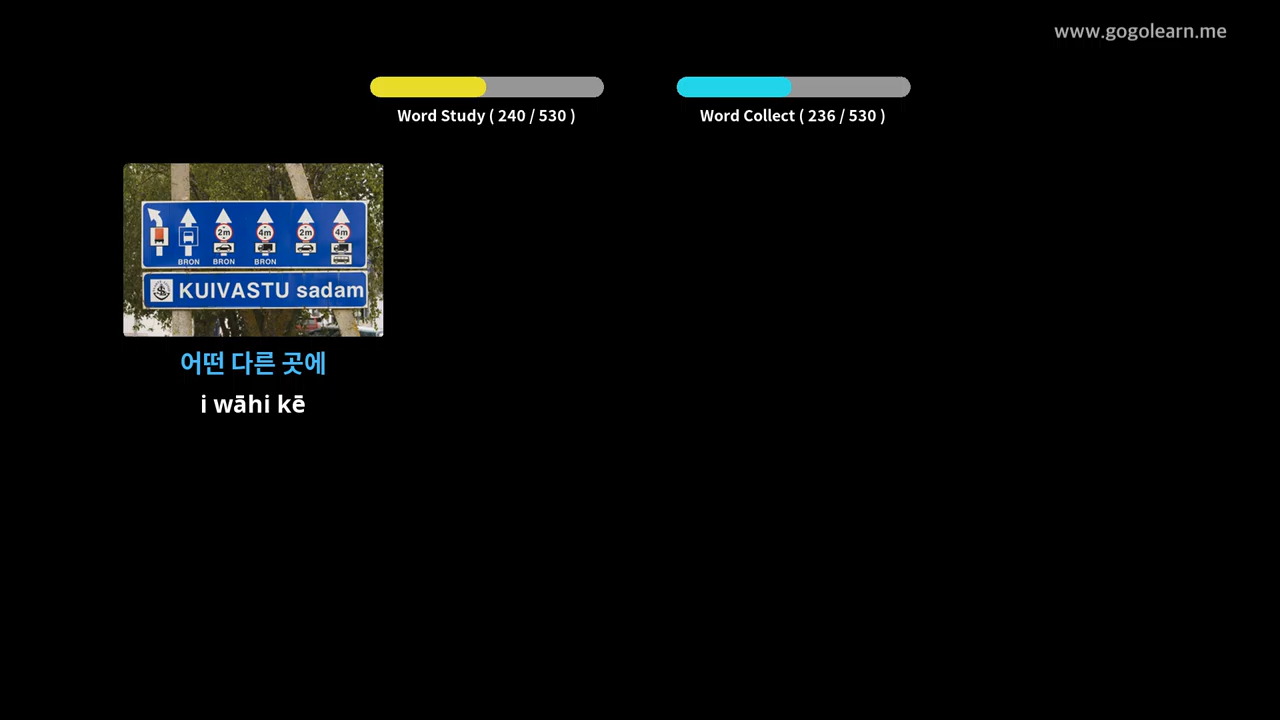 www.gogolearn.me
Word Study ( 240 / 530 )
Word Collect ( 236 / 530 )
2m 4m 2m 4m
BRON BRON BRON
KUIVASTU sadam
어떤 다른 곳에
i wāhi kē